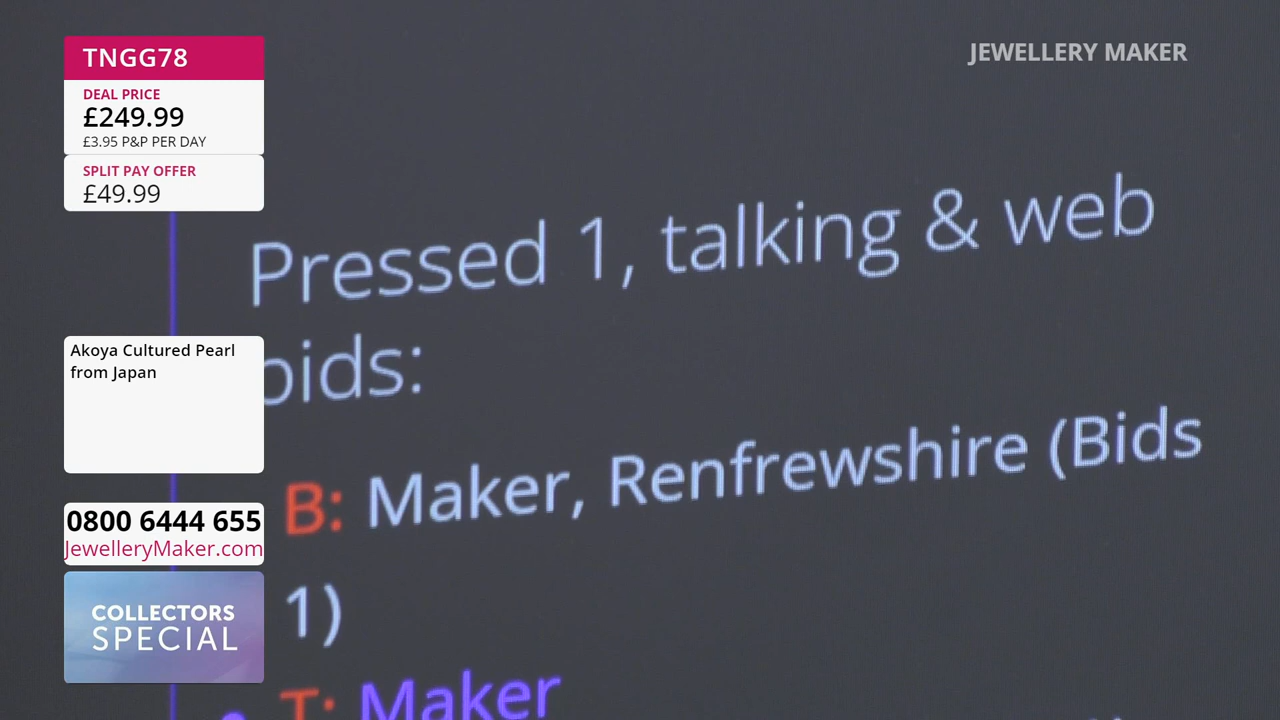 TNGG78
DEAL PRICE
£249.99
£3.95 P&P PER DAY
SPLIT PAY OFFER
£49.99
JEWELLERY MAKER
Pressed 1, talking & web
bids:
B: Maker, Renfrewshire (Bids
1)
T: Maker
Akoya Cultured Pearl
from Japan
0800 6444 655
JewelleryMaker.com
COLLECTORS
SPECIAL